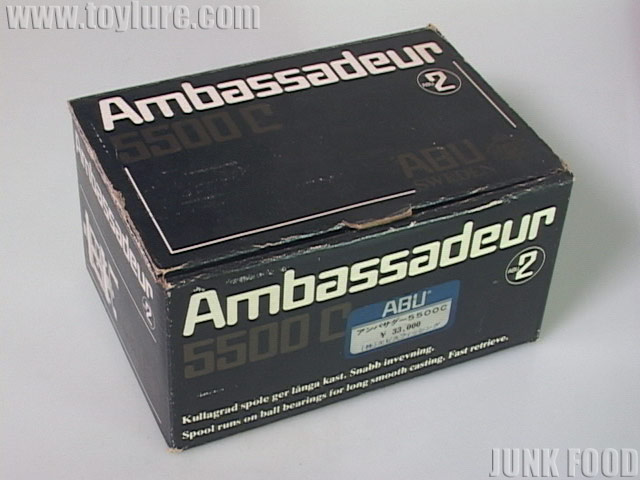 www.toylure.com
Ambassadeur
5500 C
2
ABU
SWEDEN
Ambassadeur
2
5500 C
ABU
アンバサダー5500C
¥ 33,000
Kullagrad spole ger långa kast. Snabb invevning.
Spool runs on ball bearings for long smooth casting. Fast retrieve.
2
JUNK FOOD